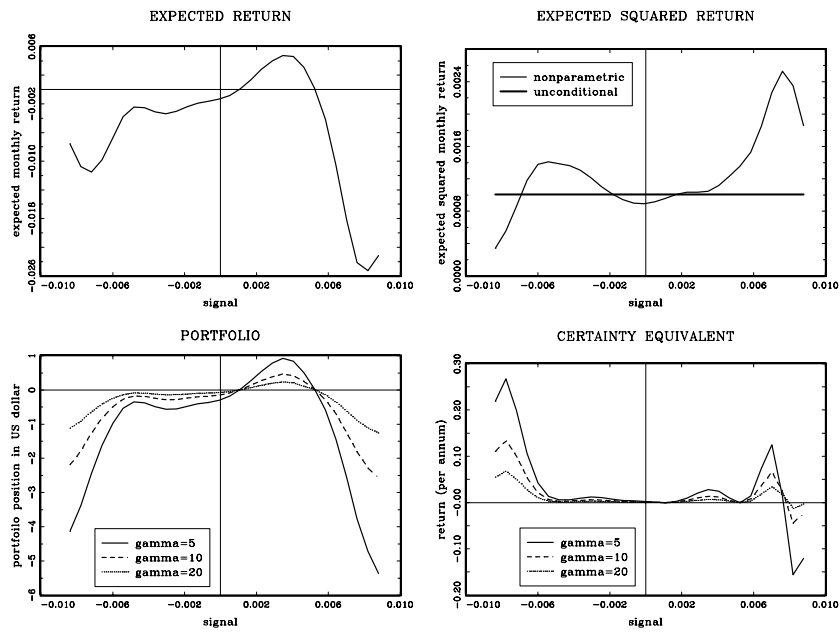 EXPECTED RETURN
expected monthly return
0.006
-0.002
-0.010
-0.018
-0.026
-0.010
-0.006
-0.002
0.002
0.006
0.010
signal
EXPECTED SQUARED RETURN
expected squared monthly return
0.0024
0.0016
0.0008
0.0000
nonparametric
unconditional
-0.010
-0.006
-0.002
0.002
0.006
0.010
signal
PORTFOLIO
portfoilo position in US dollar
1
0
-1
-2
-3
-4
-5
-6
gamma=5
gamma=10
gamma=20
-0.010
-0.006
-0.002
0.002
0.006
0.010
signal
CERTAINTY EQUIVALENT
return (per annum)
0.30
0.20
0.10
-0.00
-0.10
-0.20
gamma=5
gamma=10
gamma=20
-0.010
-0.006
-0.002
0.002
0.006
0.010
signal